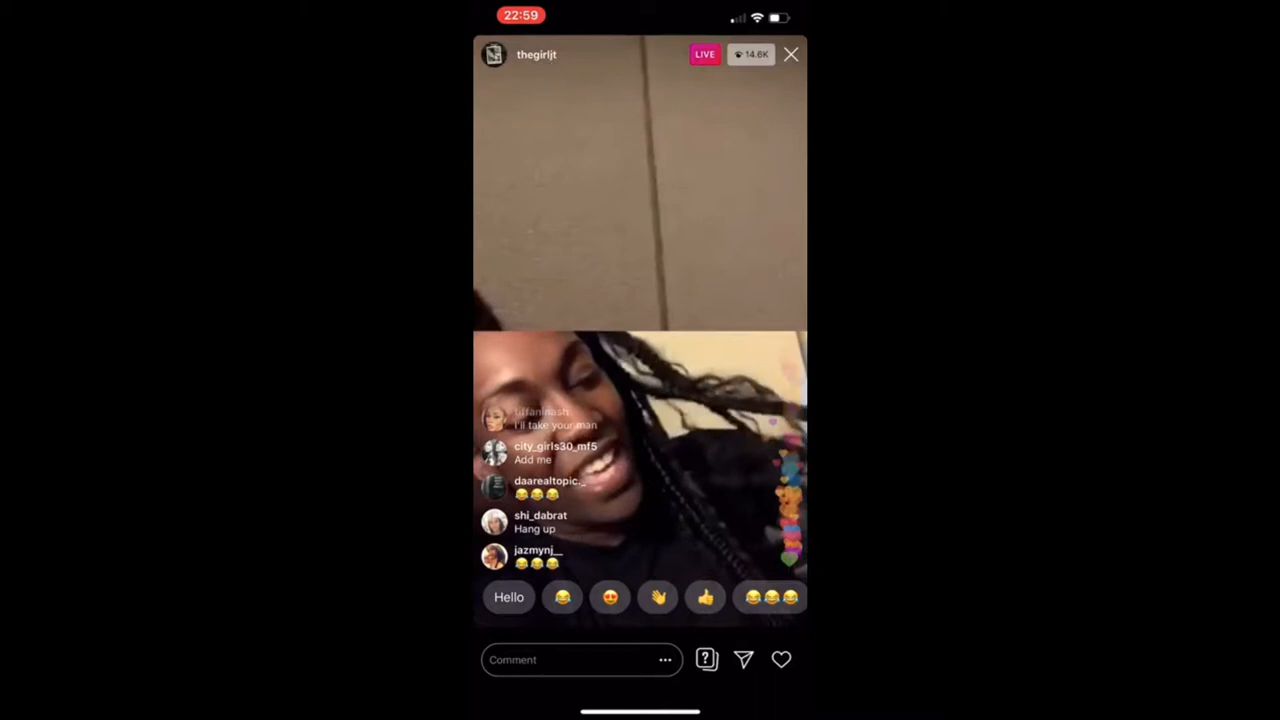 22:59
thegirljt
LIVE
14.6K
tiffaninash
I'll take your man
city_girls30_mf5
Add me
daarealtopic._
😂😂😂
shi_dabrat
Hang up
jazmynj__
😂😂😂
Hello 😂 😍 👋 👍 😂😂😂
Comment